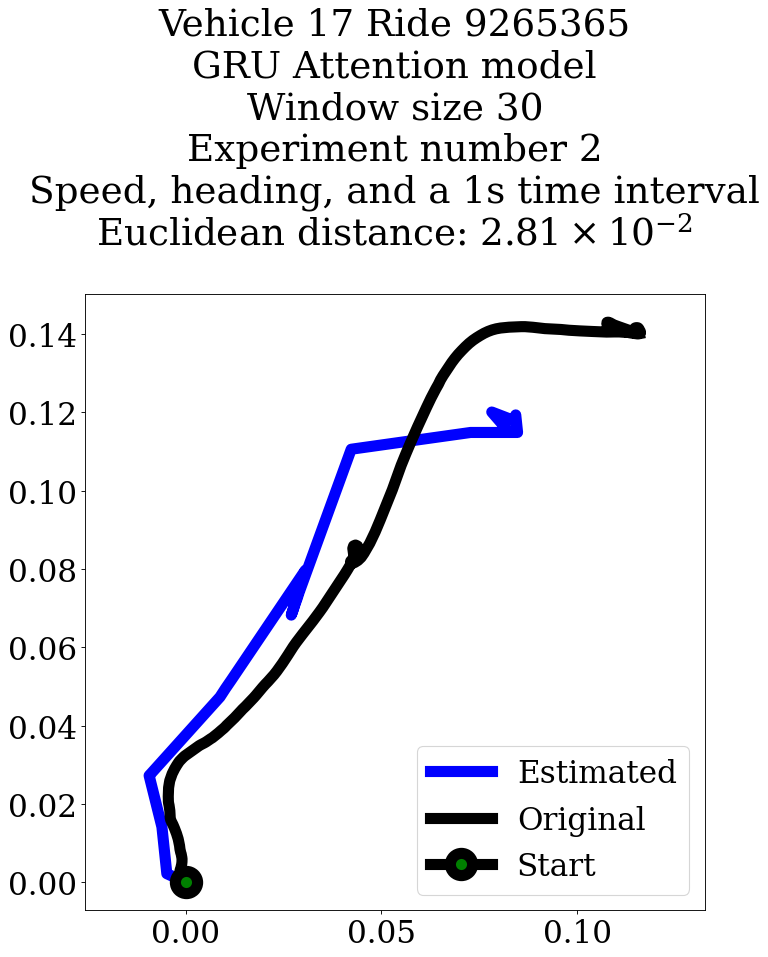 Vehicle 17 Ride 9265365
GRU Attention model
Window size 30
Experiment number 2
Speed, heading, and a 1s time interval
Euclidean distance: 2.81 × 10⁻²
0.14
0.12
0.10
0.08
0.06
0.04
0.02
0.00
Estimated
Original
Start
0.00 0.05 0.10